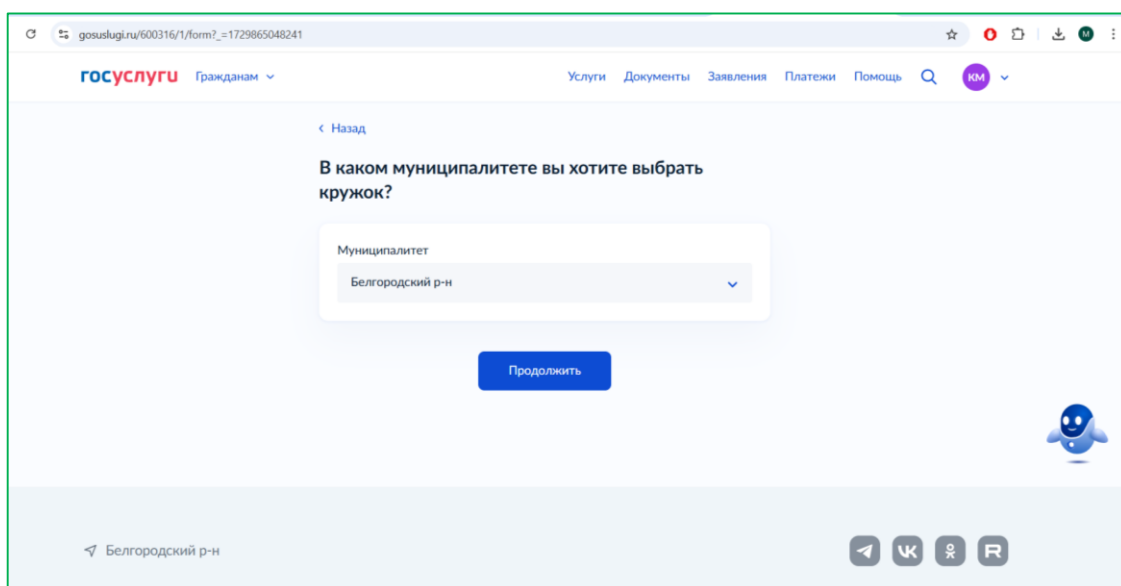 gosuslugi.ru/600316/1/form?_=1729865048241
M
госуслуги Гражданам Услуги Документы Заявления Платежи Помощь КМ
Назад
В каком муниципалитете вы хотите выбрать
кружок?
Муниципалитет
Белгородский р-н
Продолжить
Белгородский р-н